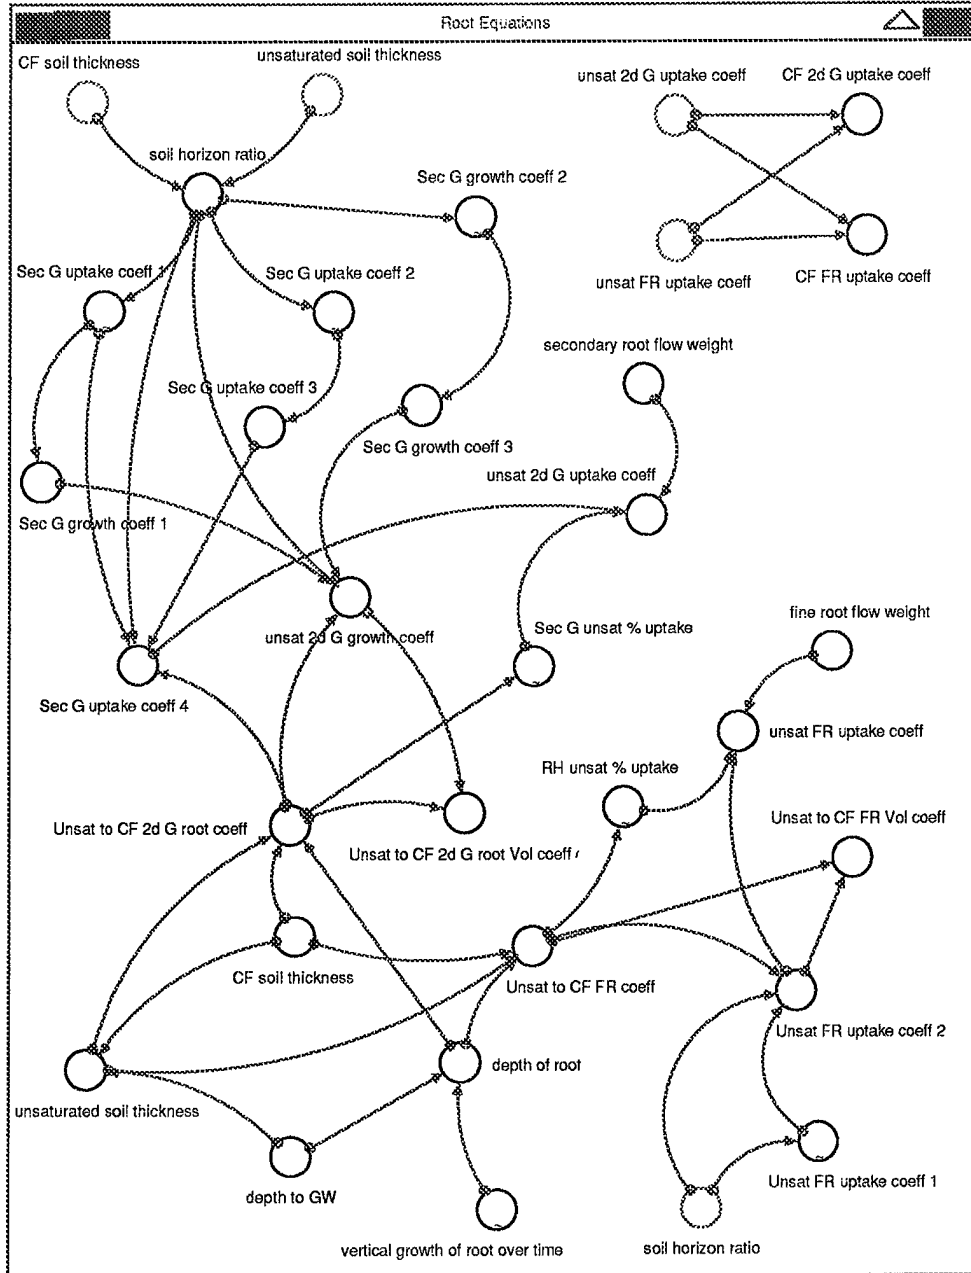 Root Equations
CF soil thickness
unsaturated soil thickness
unsat 2d G uptake coeff
CF 2d G uptake coeff
soil horizon ratio
Sec G growth coeff 2
Sec G uptake coeff 1
Sec G uptake coeff 2
unsat FR uptake coeff
CF FR uptake coeff
secondary root flow weight
Sec G uptake coeff 3
Sec G growth coeff 3
unsat 2d G uptake coeff
Sec G growth coeff 1
unsat 2d G growth coeff
Sec G unsat % uptake
fine root flow weight
Sec G uptake coeff 4
unsat FR uptake coeff
RH unsat % uptake
Unsat to CF 2d G root coeff
Unsat to CF FR Vol coeff
Unsat to CF 2d G root Vol coeff
CF soil thickness
Unsat to CF FR coeff
Unsat FR uptake coeff 2
depth of root
unsaturated soil thickness
depth to GW
Unsat FR uptake coeff 1
vertical growth of root over time
soil horizon ratio